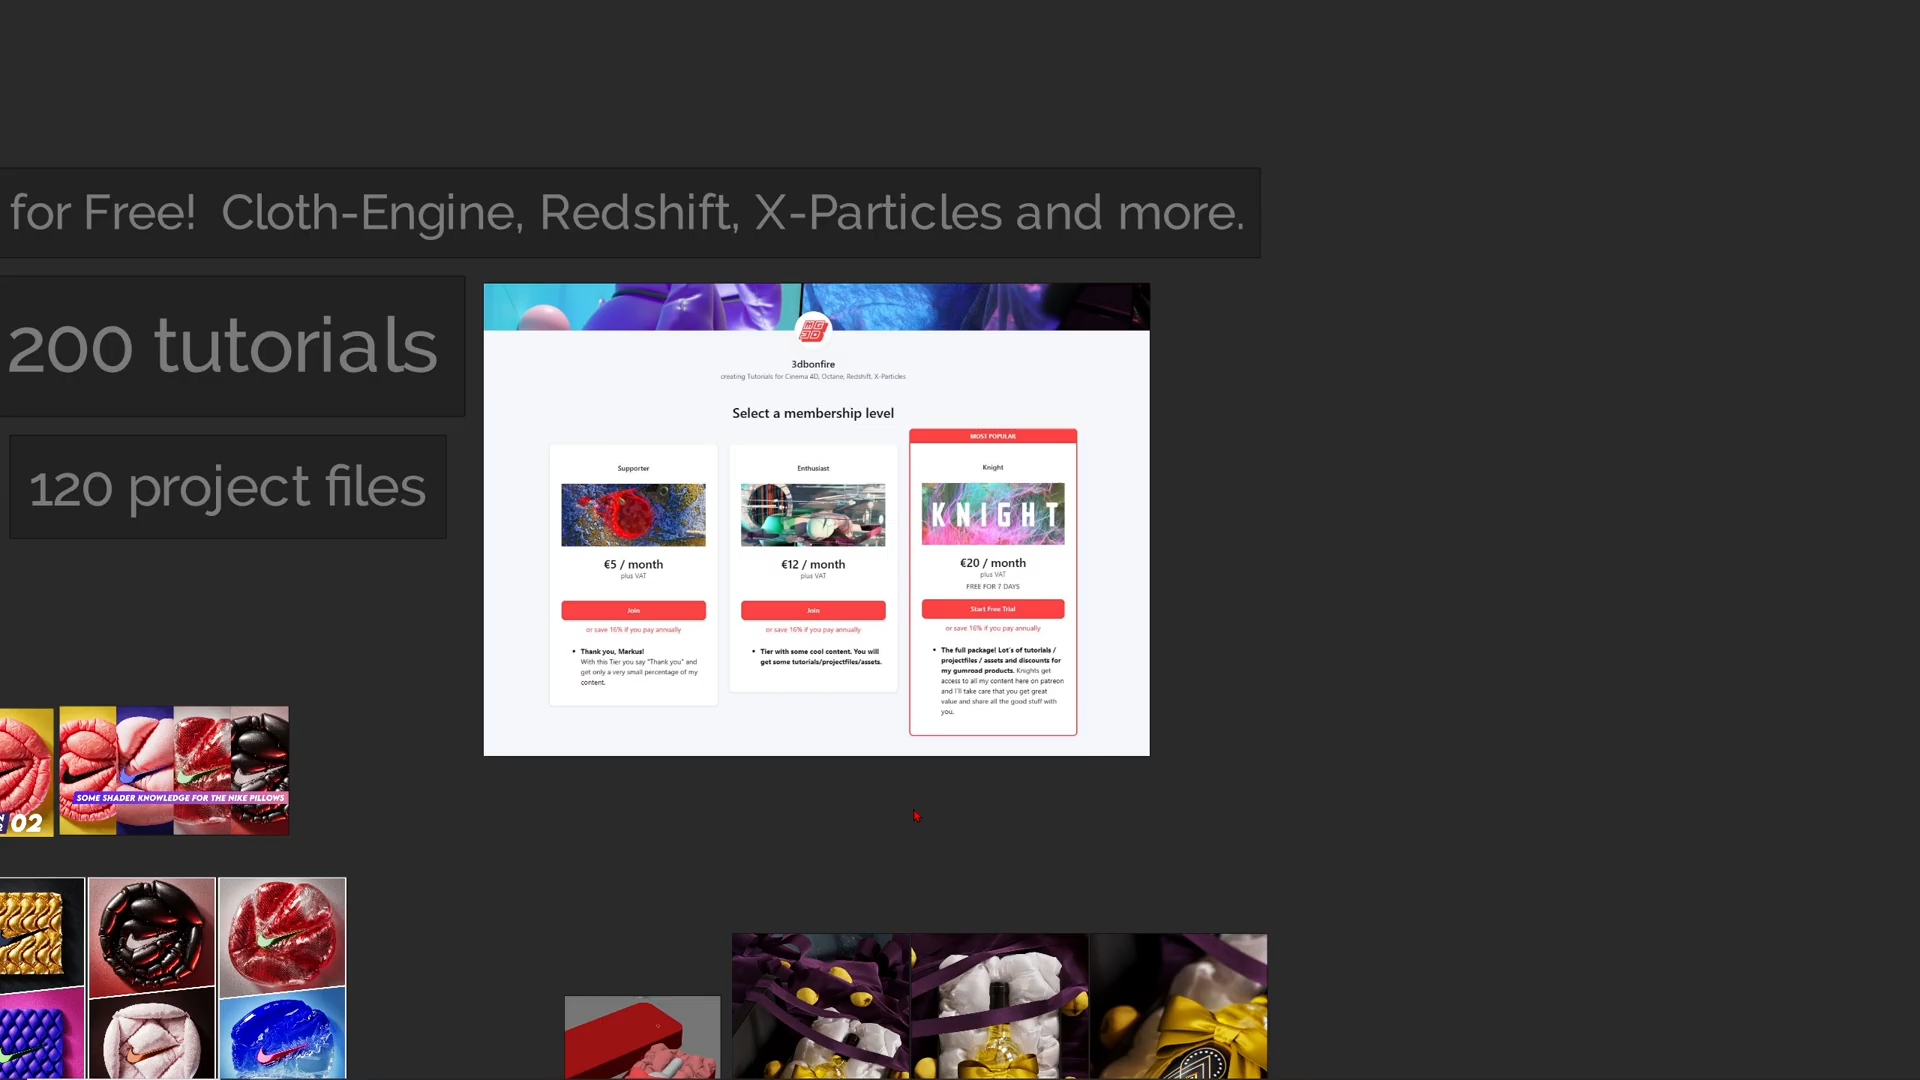 for Free! Cloth-Engine, Redshift, X-Particles and more.
200 tutorials
120 project files
3dbonfire
creating Tutorials for Cinema 4D, Octane, Redshift, X-Particles
Select a membership level
Supporter
€5 / month
plus VAT
Join
or save 16% if you pay annually
Thank you, Markus!
With this Tier you say "Thank you" and
get only a very small percentage of my
content.
Enthusiast
€12 / month
plus VAT
Join
or save 16% if you pay annually
Tier with some cool content. You will
get some tutorials/projectfiles/assets.
MOST POPULAR
Knight
KNIGHT
€20 / month
plus VAT
FREE FOR 7 DAYS
Start Free Trial
or save 16% if you pay annually
The full package! Lot's of tutorials /
projectfiles / assets and discounts for
my gumroad products. Knights get
access to all my content here on patreon
and I'll take care that you get great
value and share all the good stuff with
you.
02
SOME SHADER KNOWLEDGE FOR THE NIKE PILLOWS